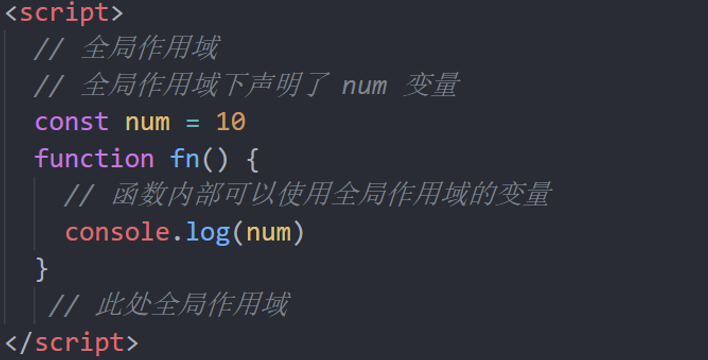 <script>
// 全局作用域
// 全局作用域下声明了 num 变量
const num = 10
function fn() {
// 函数内部可以使用全局作用域的变量
console.log(num)
}
// 此处全局作用域
</script>